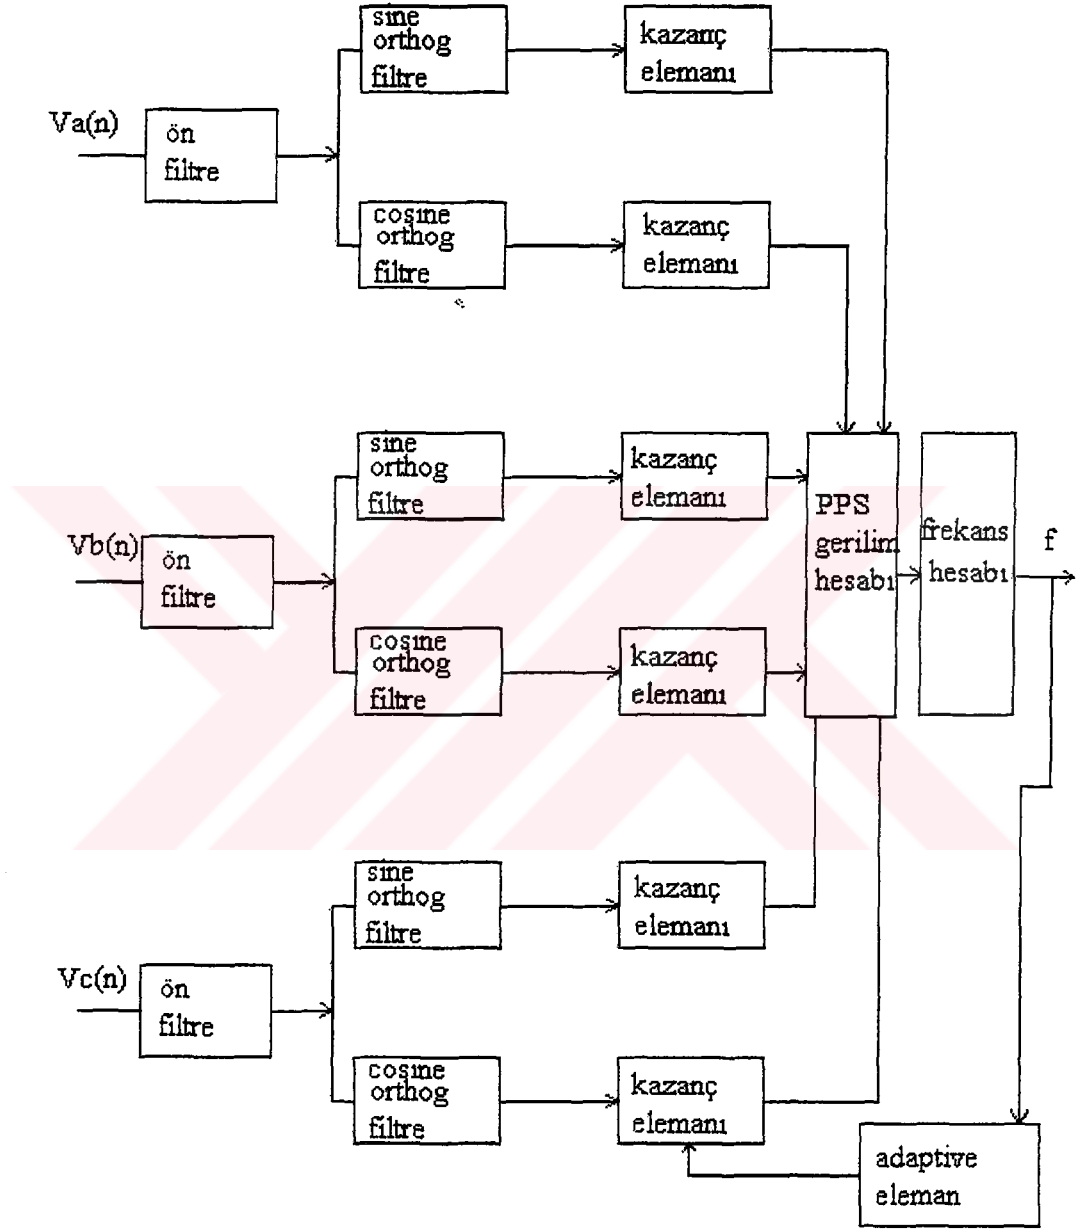 sine
orthog
filtre
kazanç
elemanı
Va(n)
ön
filtre
cosine
orthog
filtre
kazanç
elemanı
sine
orthog
filtre
kazanç
elemanı
PPS
gerilim
hesabı
frekans
hesabı
f
Vb(n)
ön
filtre
cosine
orthog
filtre
kazanç
elemanı
sine
orthog
filtre
kazanç
elemanı
Vc(n)
ön
filtre
cosine
orthog
filtre
kazanç
elemanı
adaptive
eleman